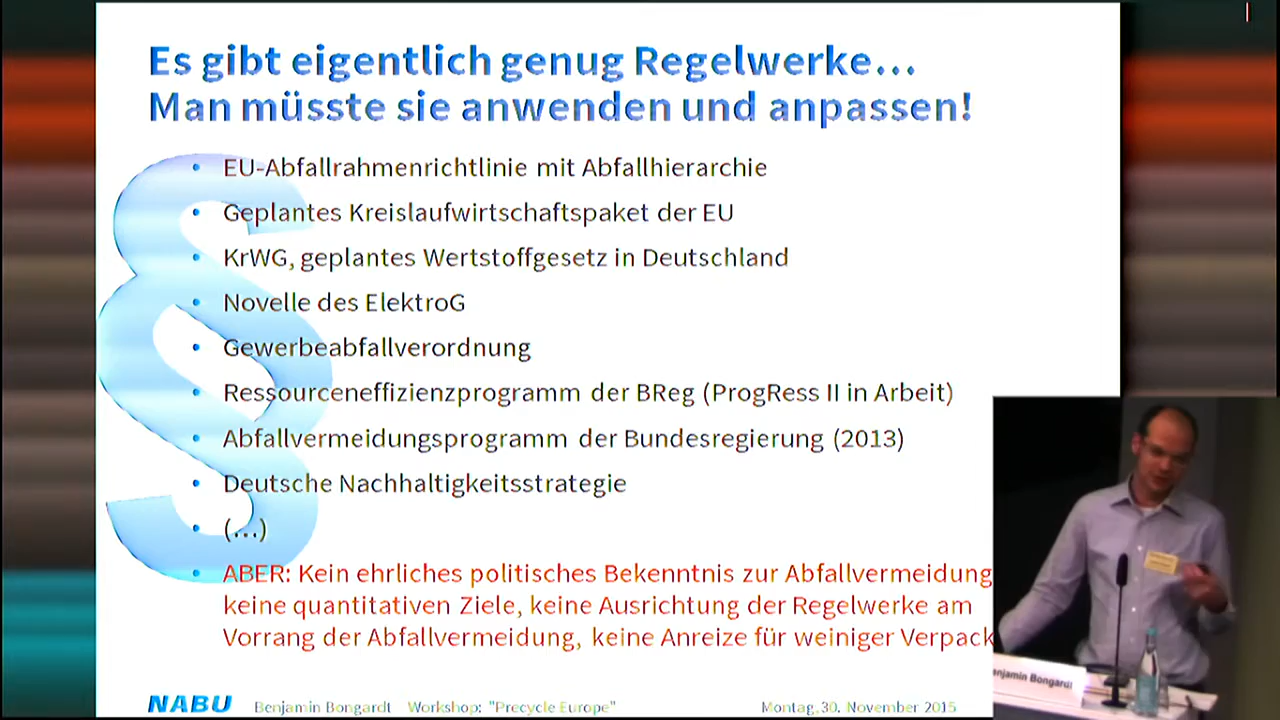 Es gibt eigentlich genug Regelwerke...
Man müsste sie anwenden und anpassen!
• EU-Abfallrahmenrichtlinie mit Abfallhierarchie
• Geplantes Kreislaufwirtschaftspaket der EU
• KrWG, geplantes Wertstoffgesetz in Deutschland
• Novelle des ElektroG
• Gewerbeabfallverordnung
• Ressourceneffizienzprogramm der BReg (ProgRess II in Arbeit)
• Abfallvermeidungsprogramm der Bundesregierung (2013)
• Deutsche Nachhaltigkeitsstrategie
• (...)
• ABER: Kein ehrliches politisches Bekenntnis zur Abfallvermeidung
keine quantitativen Ziele, keine Ausrichtung der Regelwerke am
Vorrang der Abfallvermeidung, keine Anreize für weiniger Verpack
§
NABU Benjamin Bongardt Workshop: "Precycle Europe" Montag, 30. November 2015
enjamin Bongardt